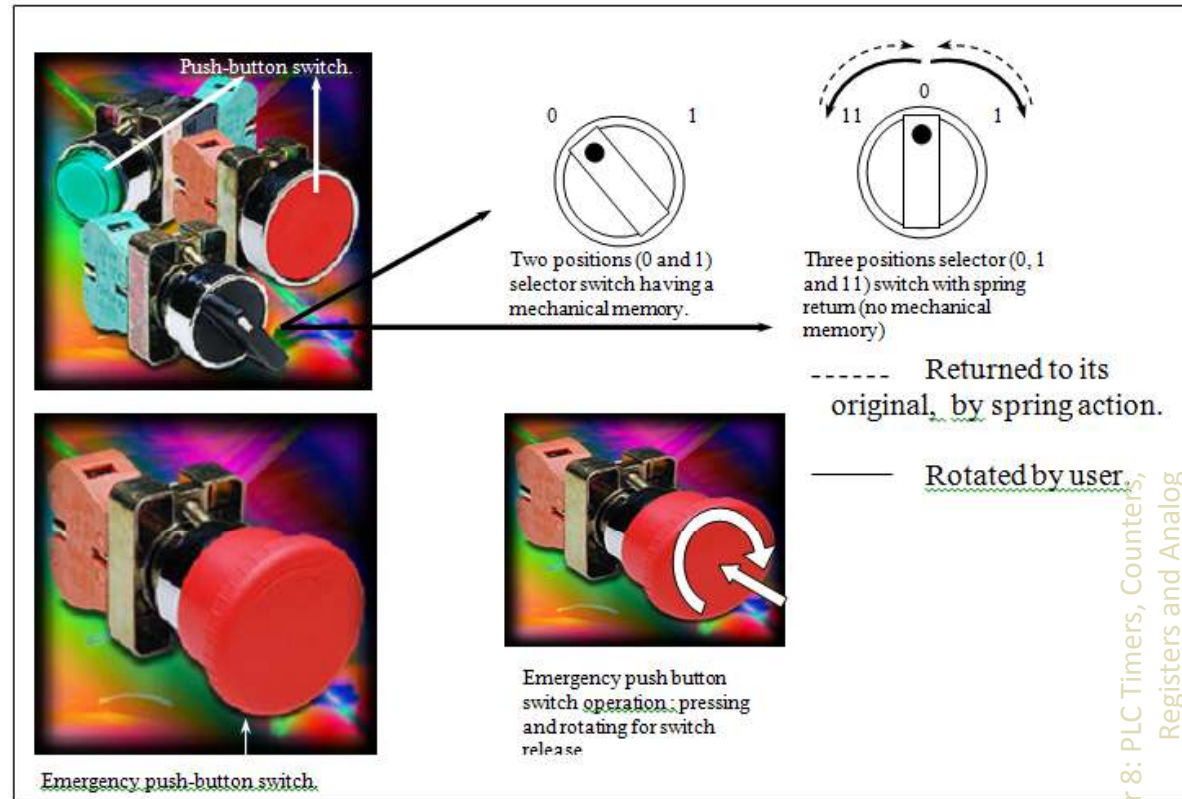 Push-button switch.
0
1
0
11
1
Two positions (0 and 1)
selector switch having a
mechanical memory.
Three positions selector (0, 1
and 11) switch with spring
return (no mechanical
memory)
------ Returned to its
original, by spring action.
Rotated by user.
Emergency push button
switch operation : pressing
and rotating for switch
release
Emergency push-button switch.
r 8: PLC Timers, Counters,
Registers and Analog